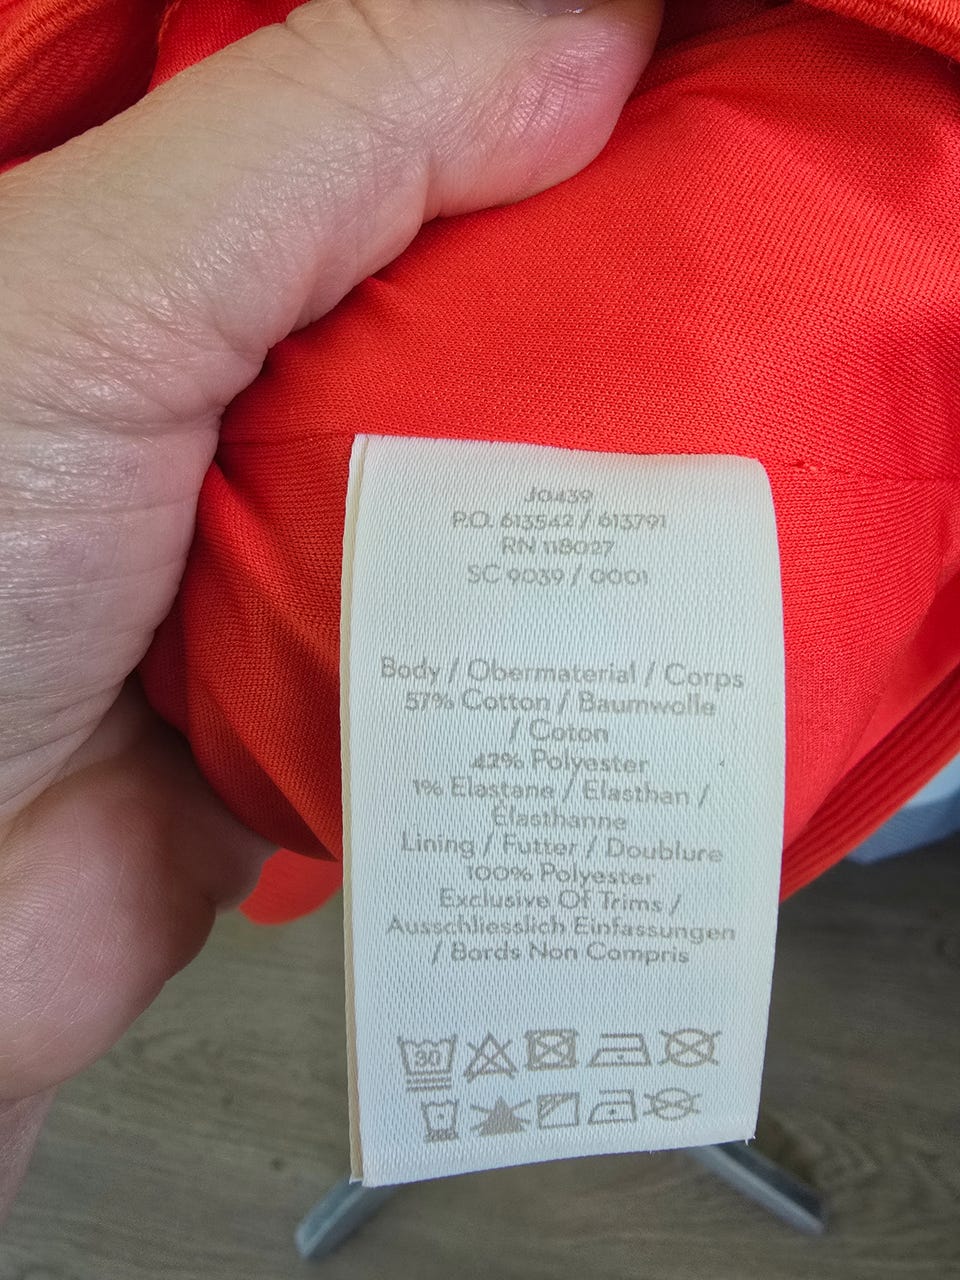 J0439
P.O. 613542 / 613791
RN 118027
SC 9039 / 0001
Body / Obermaterial / Corps
57% Cotton / Baumwolle
/ Coton
42% Polyester
1% Elastane / Elasthan /
Élasthanne
Lining / Futter / Doublure
100% Polyester
Exclusive Of Trims /
Ausschliesslich Einfassungen
/ Bords Non Compris
30